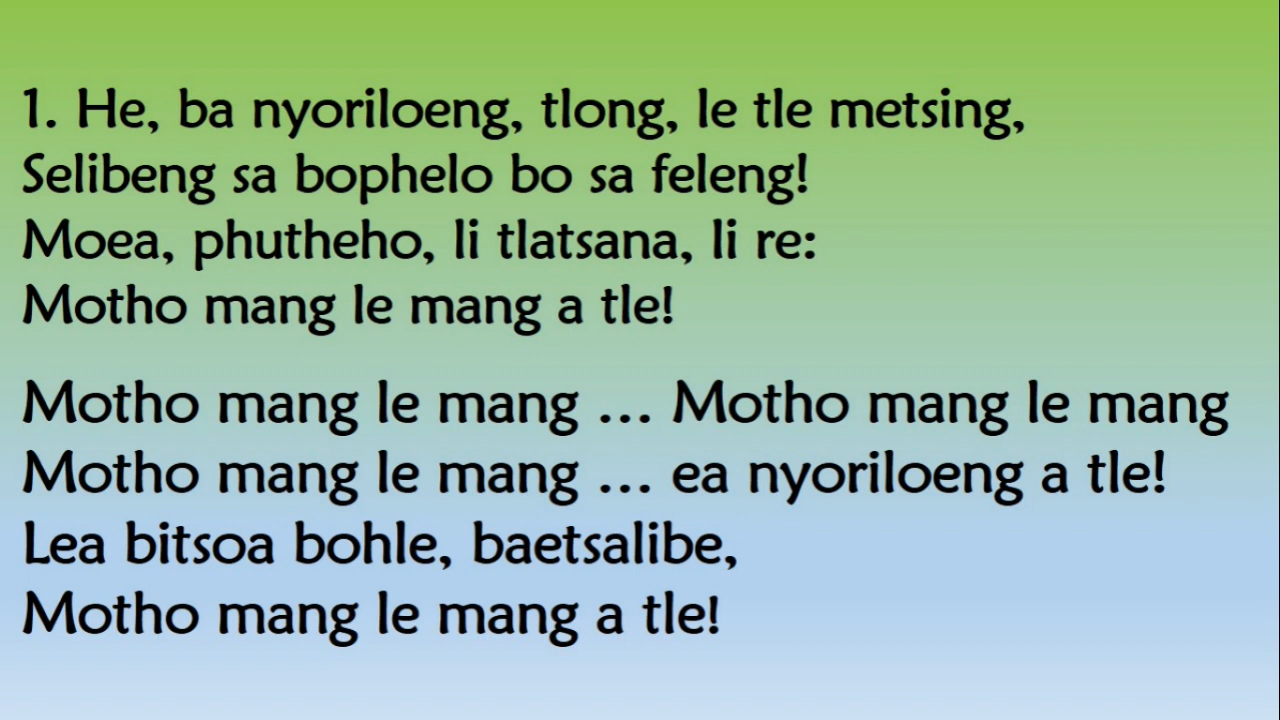 1. He, ba nyoriloeng, tlong, le tle metsing,
Selibeng sa bophelo bo sa feleng!
Moea, phutheho, li tlatsana, li re:
Motho mang le mang a tle!
Motho mang le mang ... Motho mang le mang
Motho mang le mang ... ea nyoriloeng a tle!
Lea bitsoa bohle, baetsalibe,
Motho mang le mang a tle!